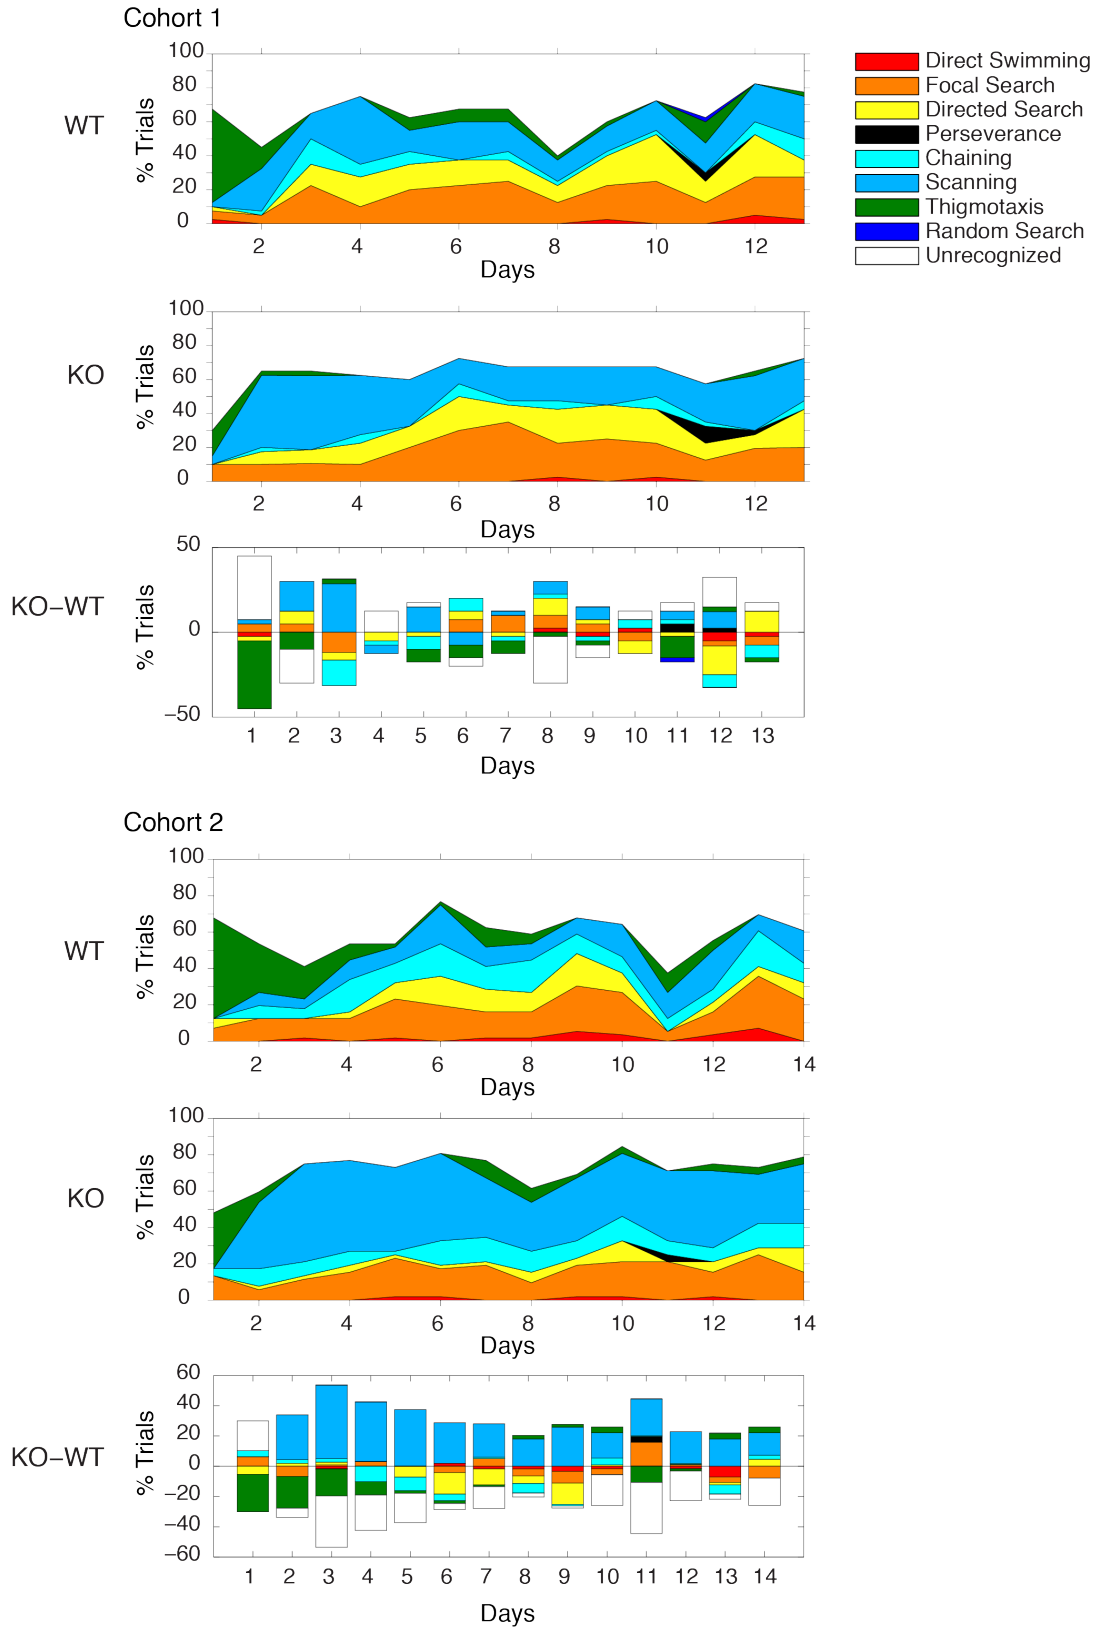 Cohort 1
WT
% Trials
100
80
60
40
20
0
2 4 6 8 10 12
Days
Direct Swimming
Focal Search
Directed Search
Perseverance
Chaining
Scanning
Thigmotaxis
Random Search
Unrecognized
KO
% Trials
100
80
60
40
20
0
2 4 6 8 10 12
Days
KO−WT
% Trials
50
0
−50
1 2 3 4 5 6 7 8 9 10 11 12 13
Days
Cohort 2
WT
% Trials
100
80
60
40
20
0
2 4 6 8 10 12 14
Days
KO
% Trials
100
80
60
40
20
0
2 4 6 8 10 12 14
Days
KO−WT
% Trials
60
40
20
0
−20
−40
−60
1 2 3 4 5 6 7 8 9 10 11 12 13 14
Days